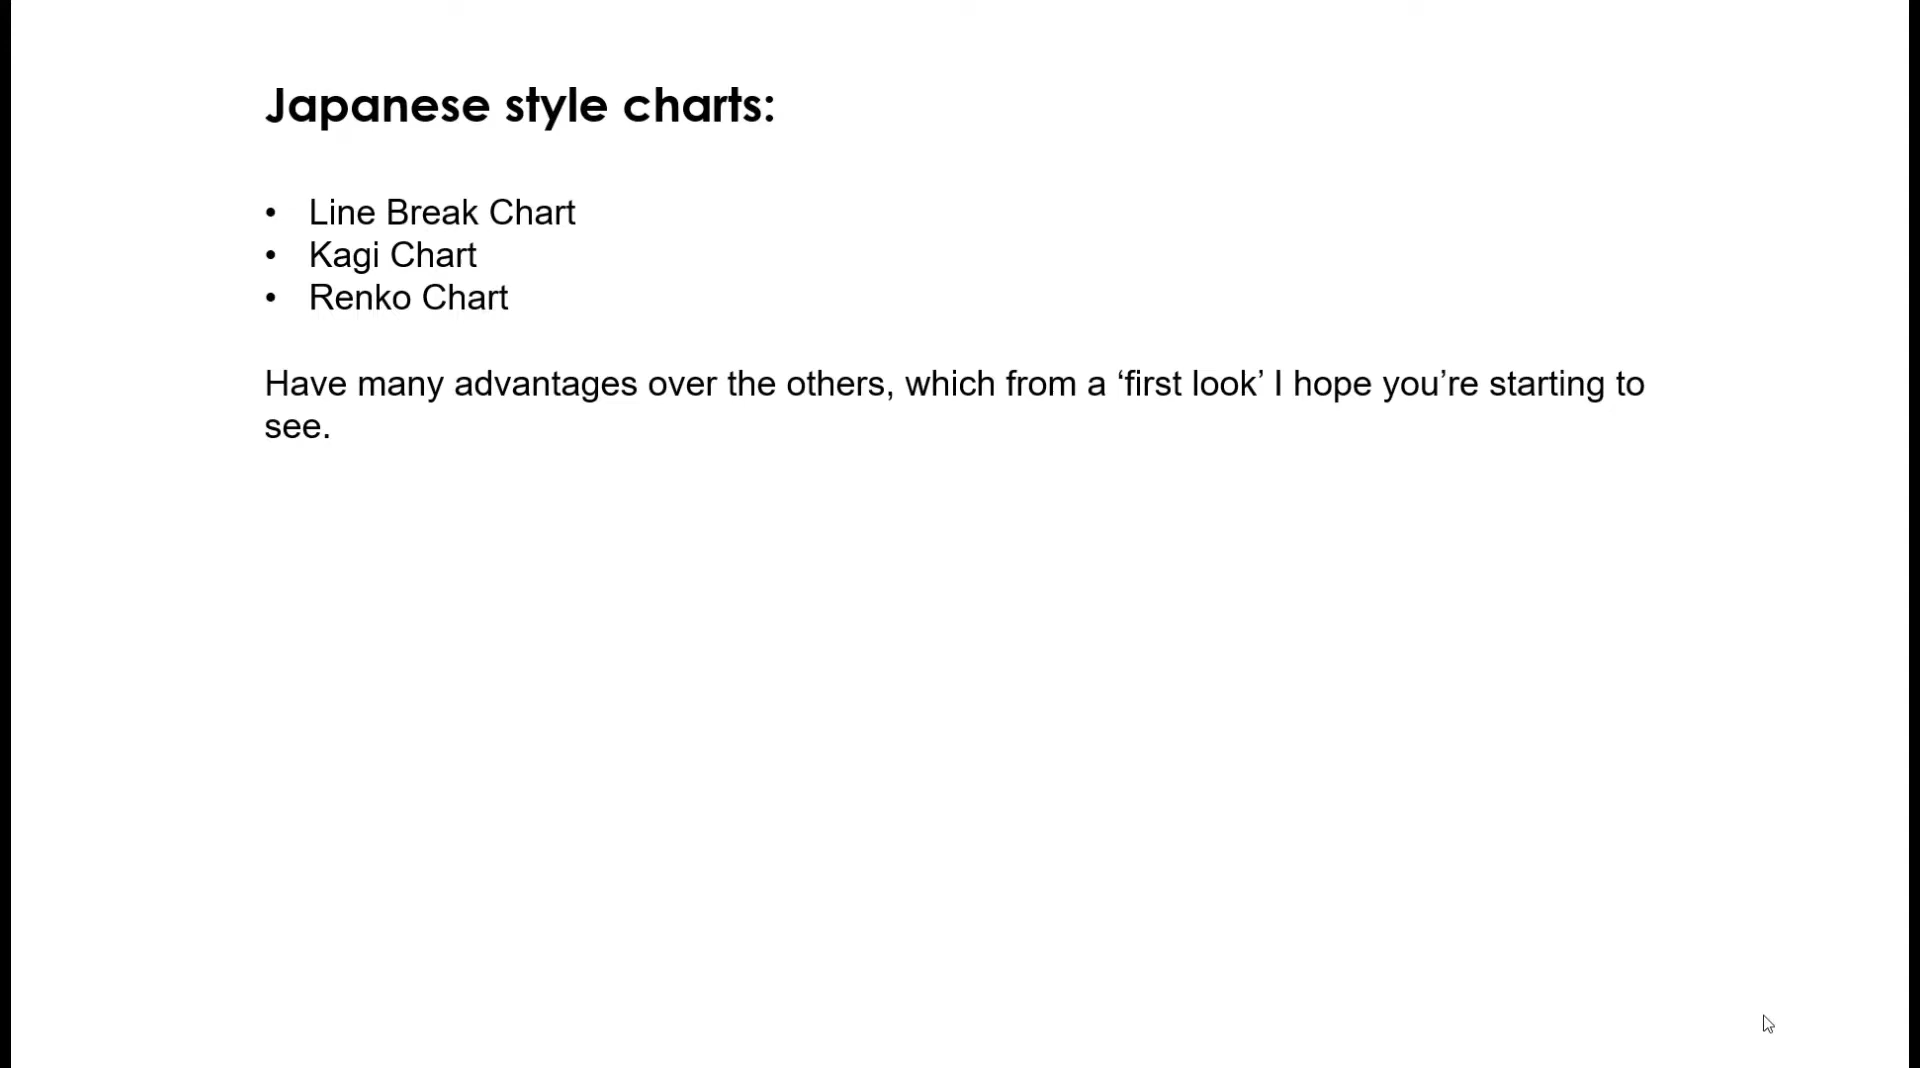 Japanese style charts:
• Line Break Chart
• Kagi Chart
• Renko Chart
Have many advantages over the others, which from a ‘first look’ I hope you’re starting to
see.